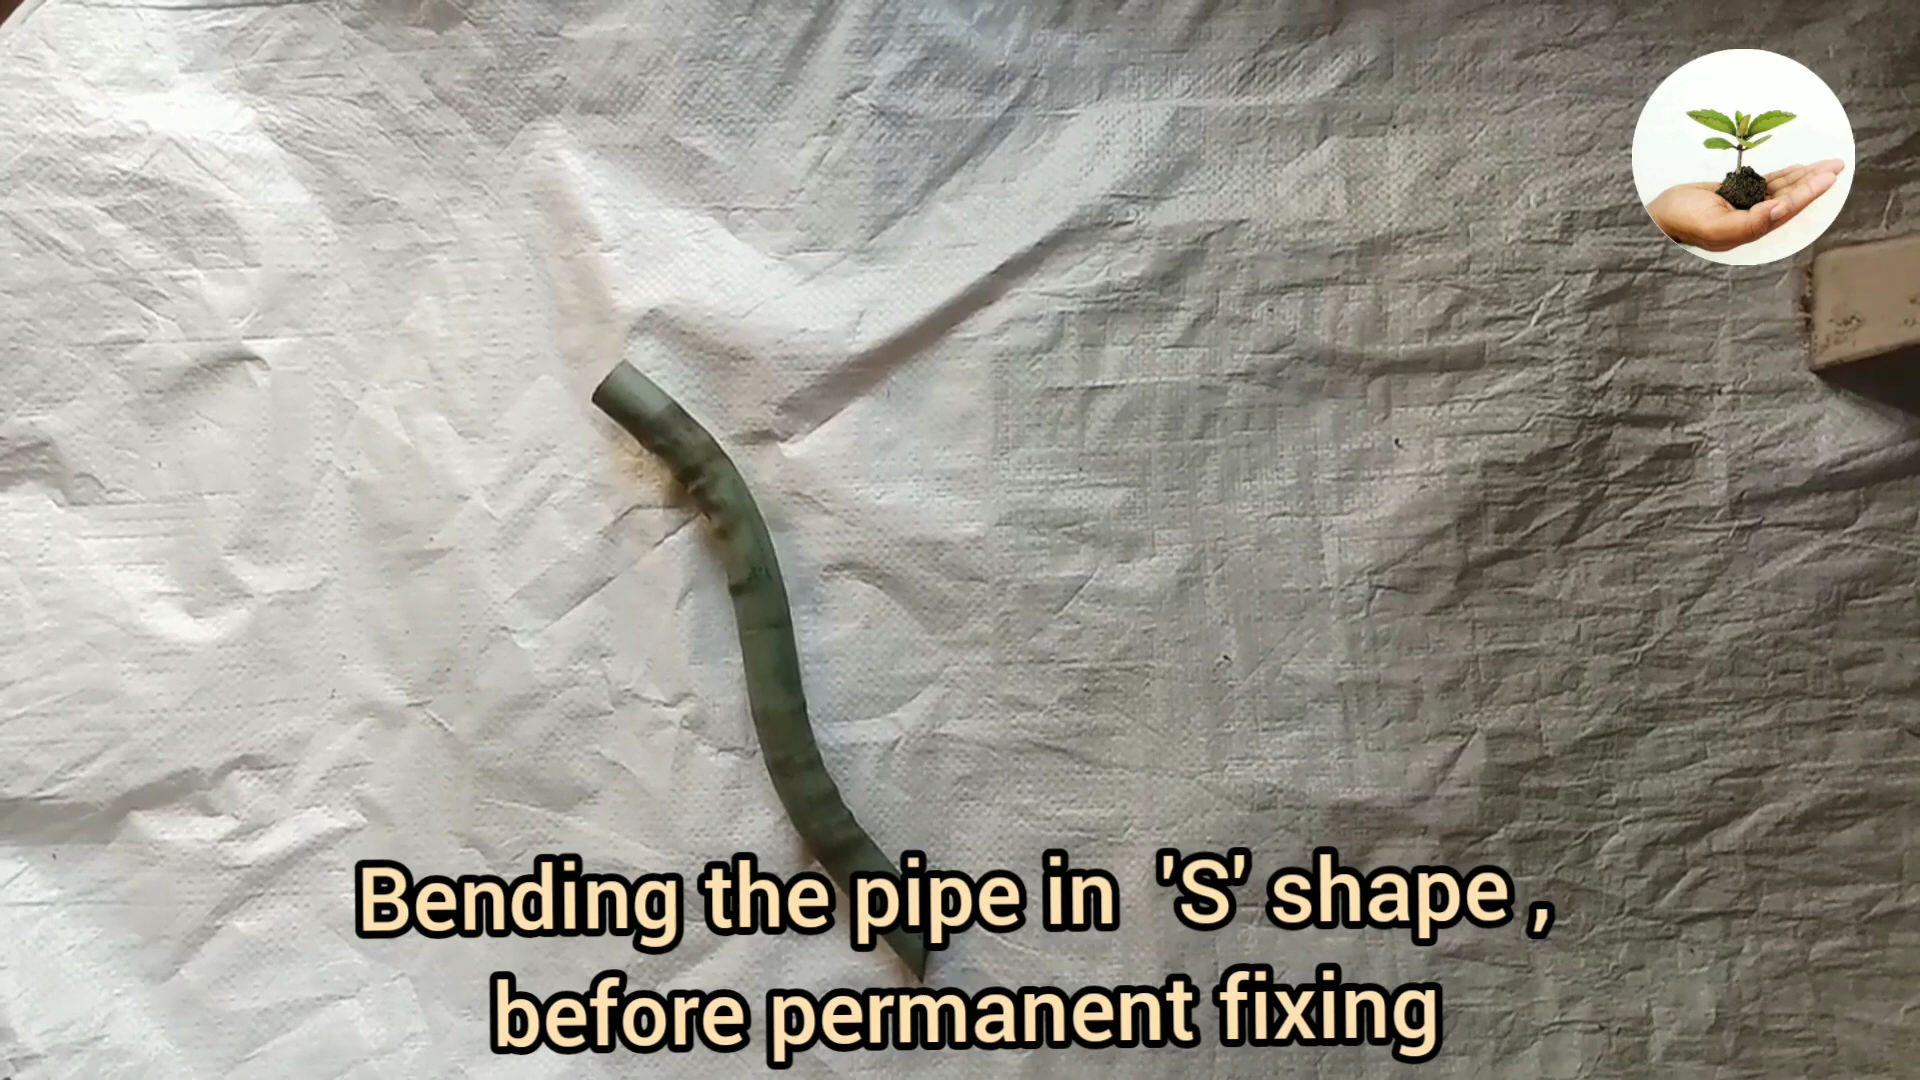 Bending the pipe in 'S' shape ,
before permanent fixing